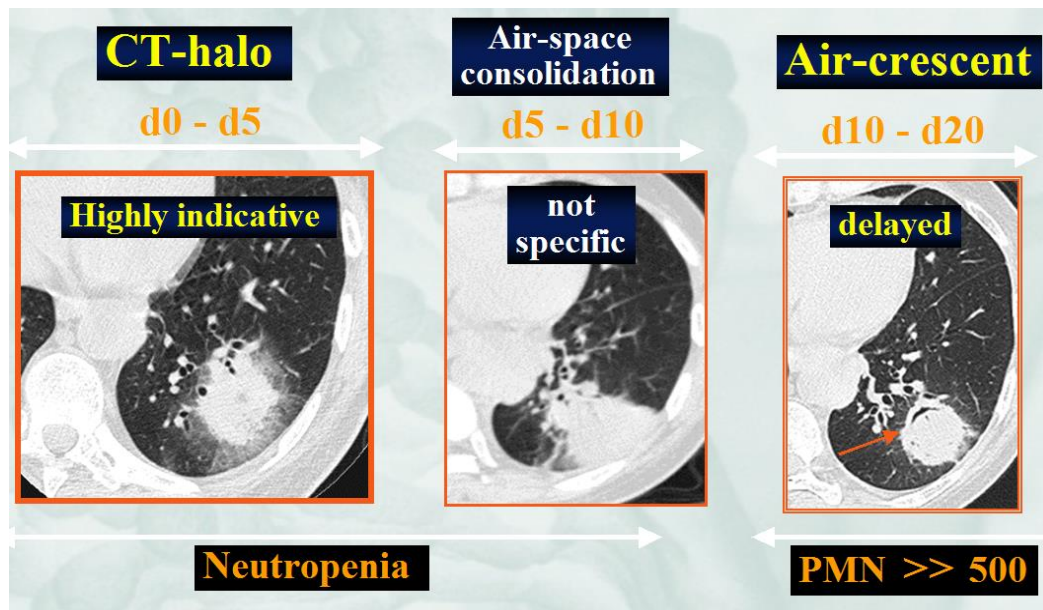 CT-halo
d0 - d5
Highly indicative
Air-space
consolidation
d5 - d10
not
specific
Air-crescent
d10 - d20
delayed
Neutropenia
PMN >> 500